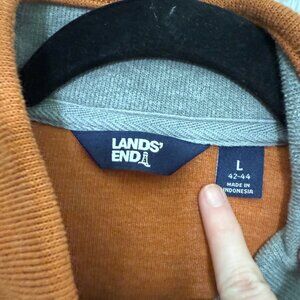 LANDS'
END
L
42-44
MADE IN
INDONESIA